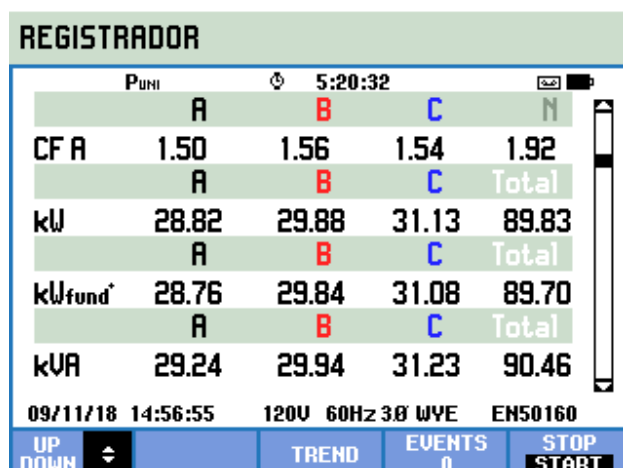 REGISTRADOR
PUNI 5:20:32
A B C N
CF A 1.50 1.56 1.54 1.92
A B C Total
kW 28.82 29.88 31.13 89.83
A B C Total
kWfund+ 28.76 29.84 31.08 89.70
A B C Total
kVA 29.24 29.94 31.23 90.46
09/11/18 14:56:55 120V 60Hz 3Ø WYE EN50160
UP DOWN TREND EVENTS 0 STOP START